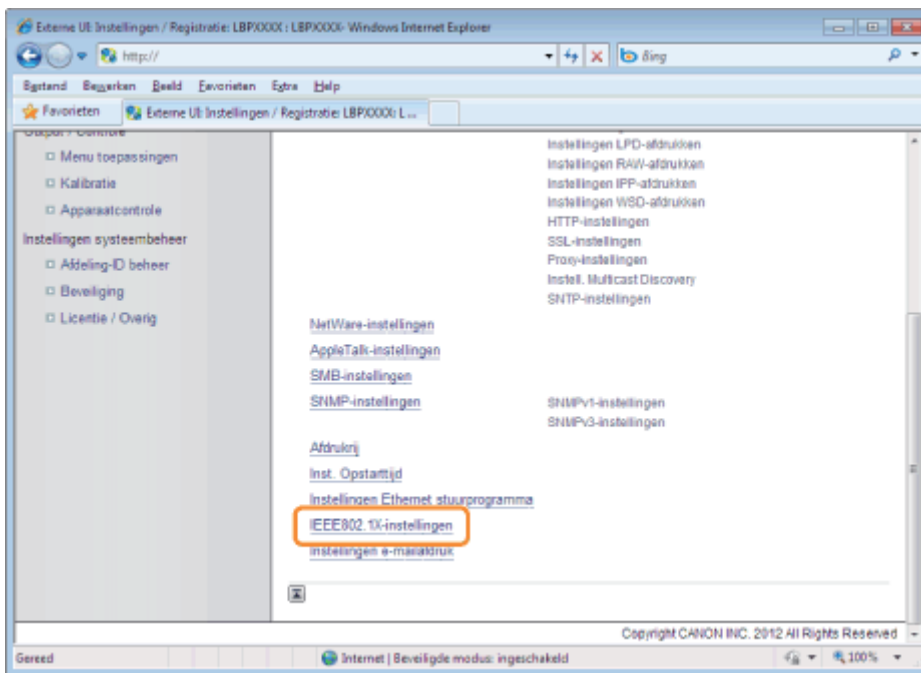 Externe UI: Instellingen / Registratie: LBPXXXX : LBPXXXX- Windows Internet Explorer
http://
Bing
Bestand Bewerken Beeld Favorieten Extra Help
Favorieten
Externe UI: Instellingen / Registratie: LBPXXXX: L...
Output / Controle
Menu toepassingen
Kalibratie
Apparaatcontrole
Instellingen systeembeheer
Afdeling-ID beheer
Beveiliging
Licentie / Overig
Instellingen LPD-afdrukken
Instellingen RAW-afdrukken
Instellingen IPP-afdrukken
Instellingen WSD-afdrukken
HTTP-instellingen
SSL-instellingen
Proxy-instellingen
Instell. Multicast Discovery
SNTP-instellingen
NetWare-instellingen
AppleTalk-instellingen
SMB-instellingen
SNMP-instellingen
SNMPv1-instellingen
SNMPv3-instellingen
Afdrukrij
Inst. Opstarttijd
Instellingen Ethernet stuurprogramma
IEEE802.1X-instellingen
Instellingen e-mailafdruk
Copyright CANON INC. 2012 All Rights Reserved
Gereed
Internet | Beveiligde modus: ingeschakeld
100%